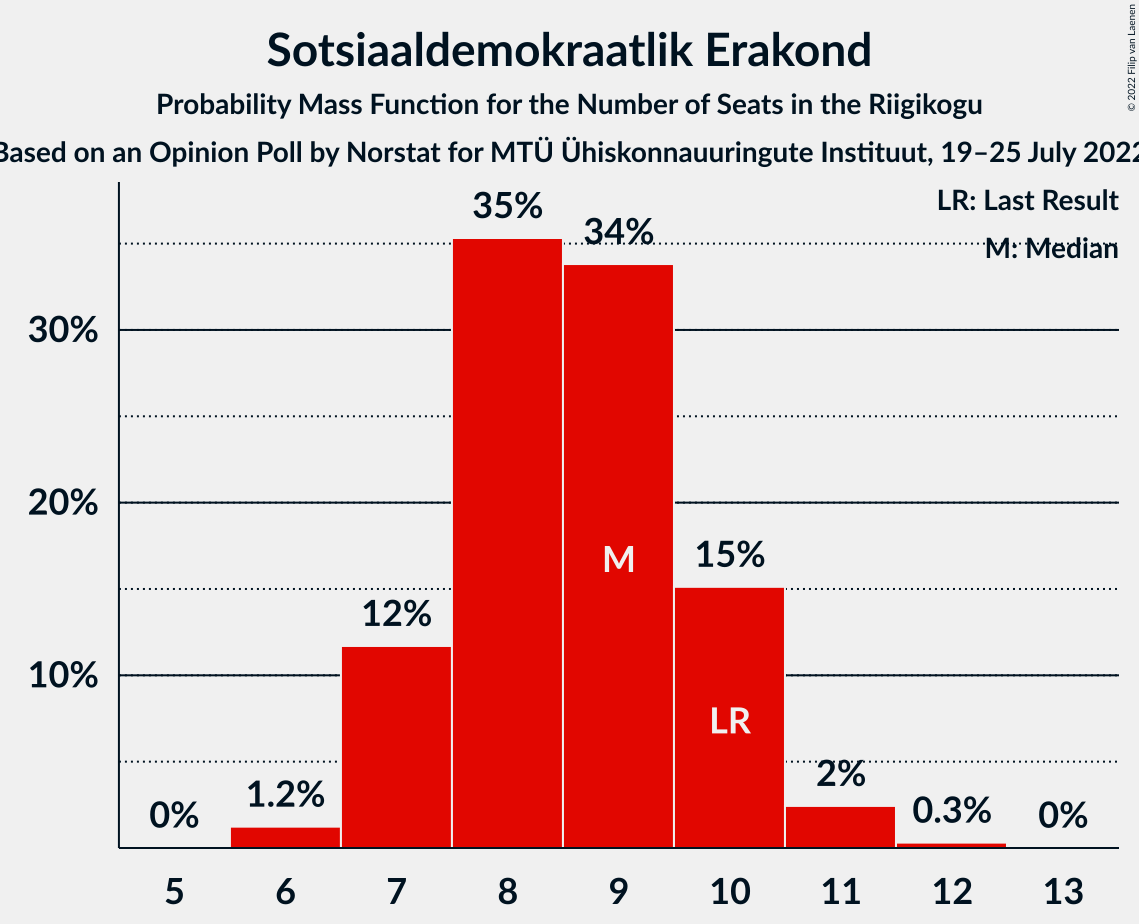 Sotsiaaldemokraatlik Erakond
Probability Mass Function for the Number of Seats in the Riigikogu
Based on an Opinion Poll by Norstat for MTÜ Ühiskonnauuringute Instituut, 19–25 July 2022
© 2022 Filip van Laenen
LR: Last Result
M: Median
35%
34%
30%
20%
15%
12%
10%
M
LR
2%
1.2%
0.3%
0%
0%
5 6 7 8 9 10 11 12 13